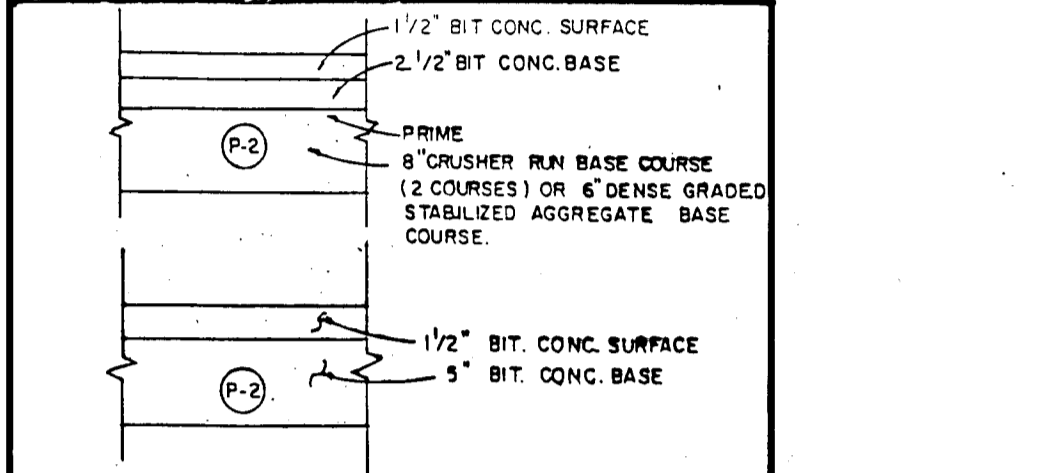 1 1/2" BIT CONC. SURFACE
2 1/2" BIT CONC. BASE
PRIME
P-2
8" CRUSHER RUN BASE COURSE
(2 COURSES) OR 6" DENSE GRADED
STABILIZED AGGREGATE BASE
COURSE.
1 1/2" BIT. CONC. SURFACE
5" BIT. CONC. BASE
P-2